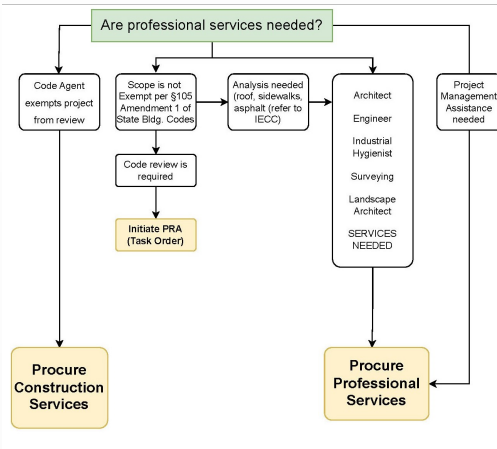 Are professional services needed?
Code Agent
exempts project
from review
Scope is not
Exempt per §105
Amendment 1 of
State Bldg. Codes
Analysis needed
(roof, sidewalks,
asphalt (refer to
IECC)
Architect
Engineer
Industrial
Hygienist
Surveying
Landscape
Architect
SERVICES
NEEDED
Project
Management
Assistance
needed
Code review is
required
Initiate PRA
(Task Order)
Procure
Construction
Services
Procure
Professional
Services